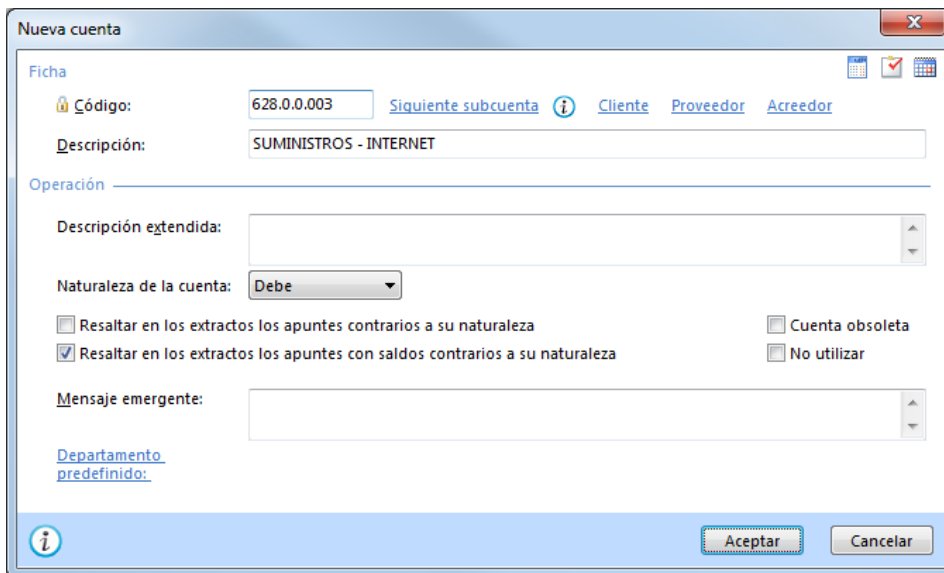 Nueva cuenta
Ficha
Código: 628.0.0.003 Siguiente subcuenta i Cliente Proveedor Acreedor
Descripción: SUMINISTROS - INTERNET
Operación
Descripción extendida:
Naturaleza de la cuenta: Debe
Resaltar en los extractos los apuntes contrarios a su naturaleza Cuenta obsoleta
Resaltar en los extractos los apuntes con saldos contrarios a su naturaleza No utilizar
Mensaje emergente:
Departamento
predefinido:
i Aceptar Cancelar